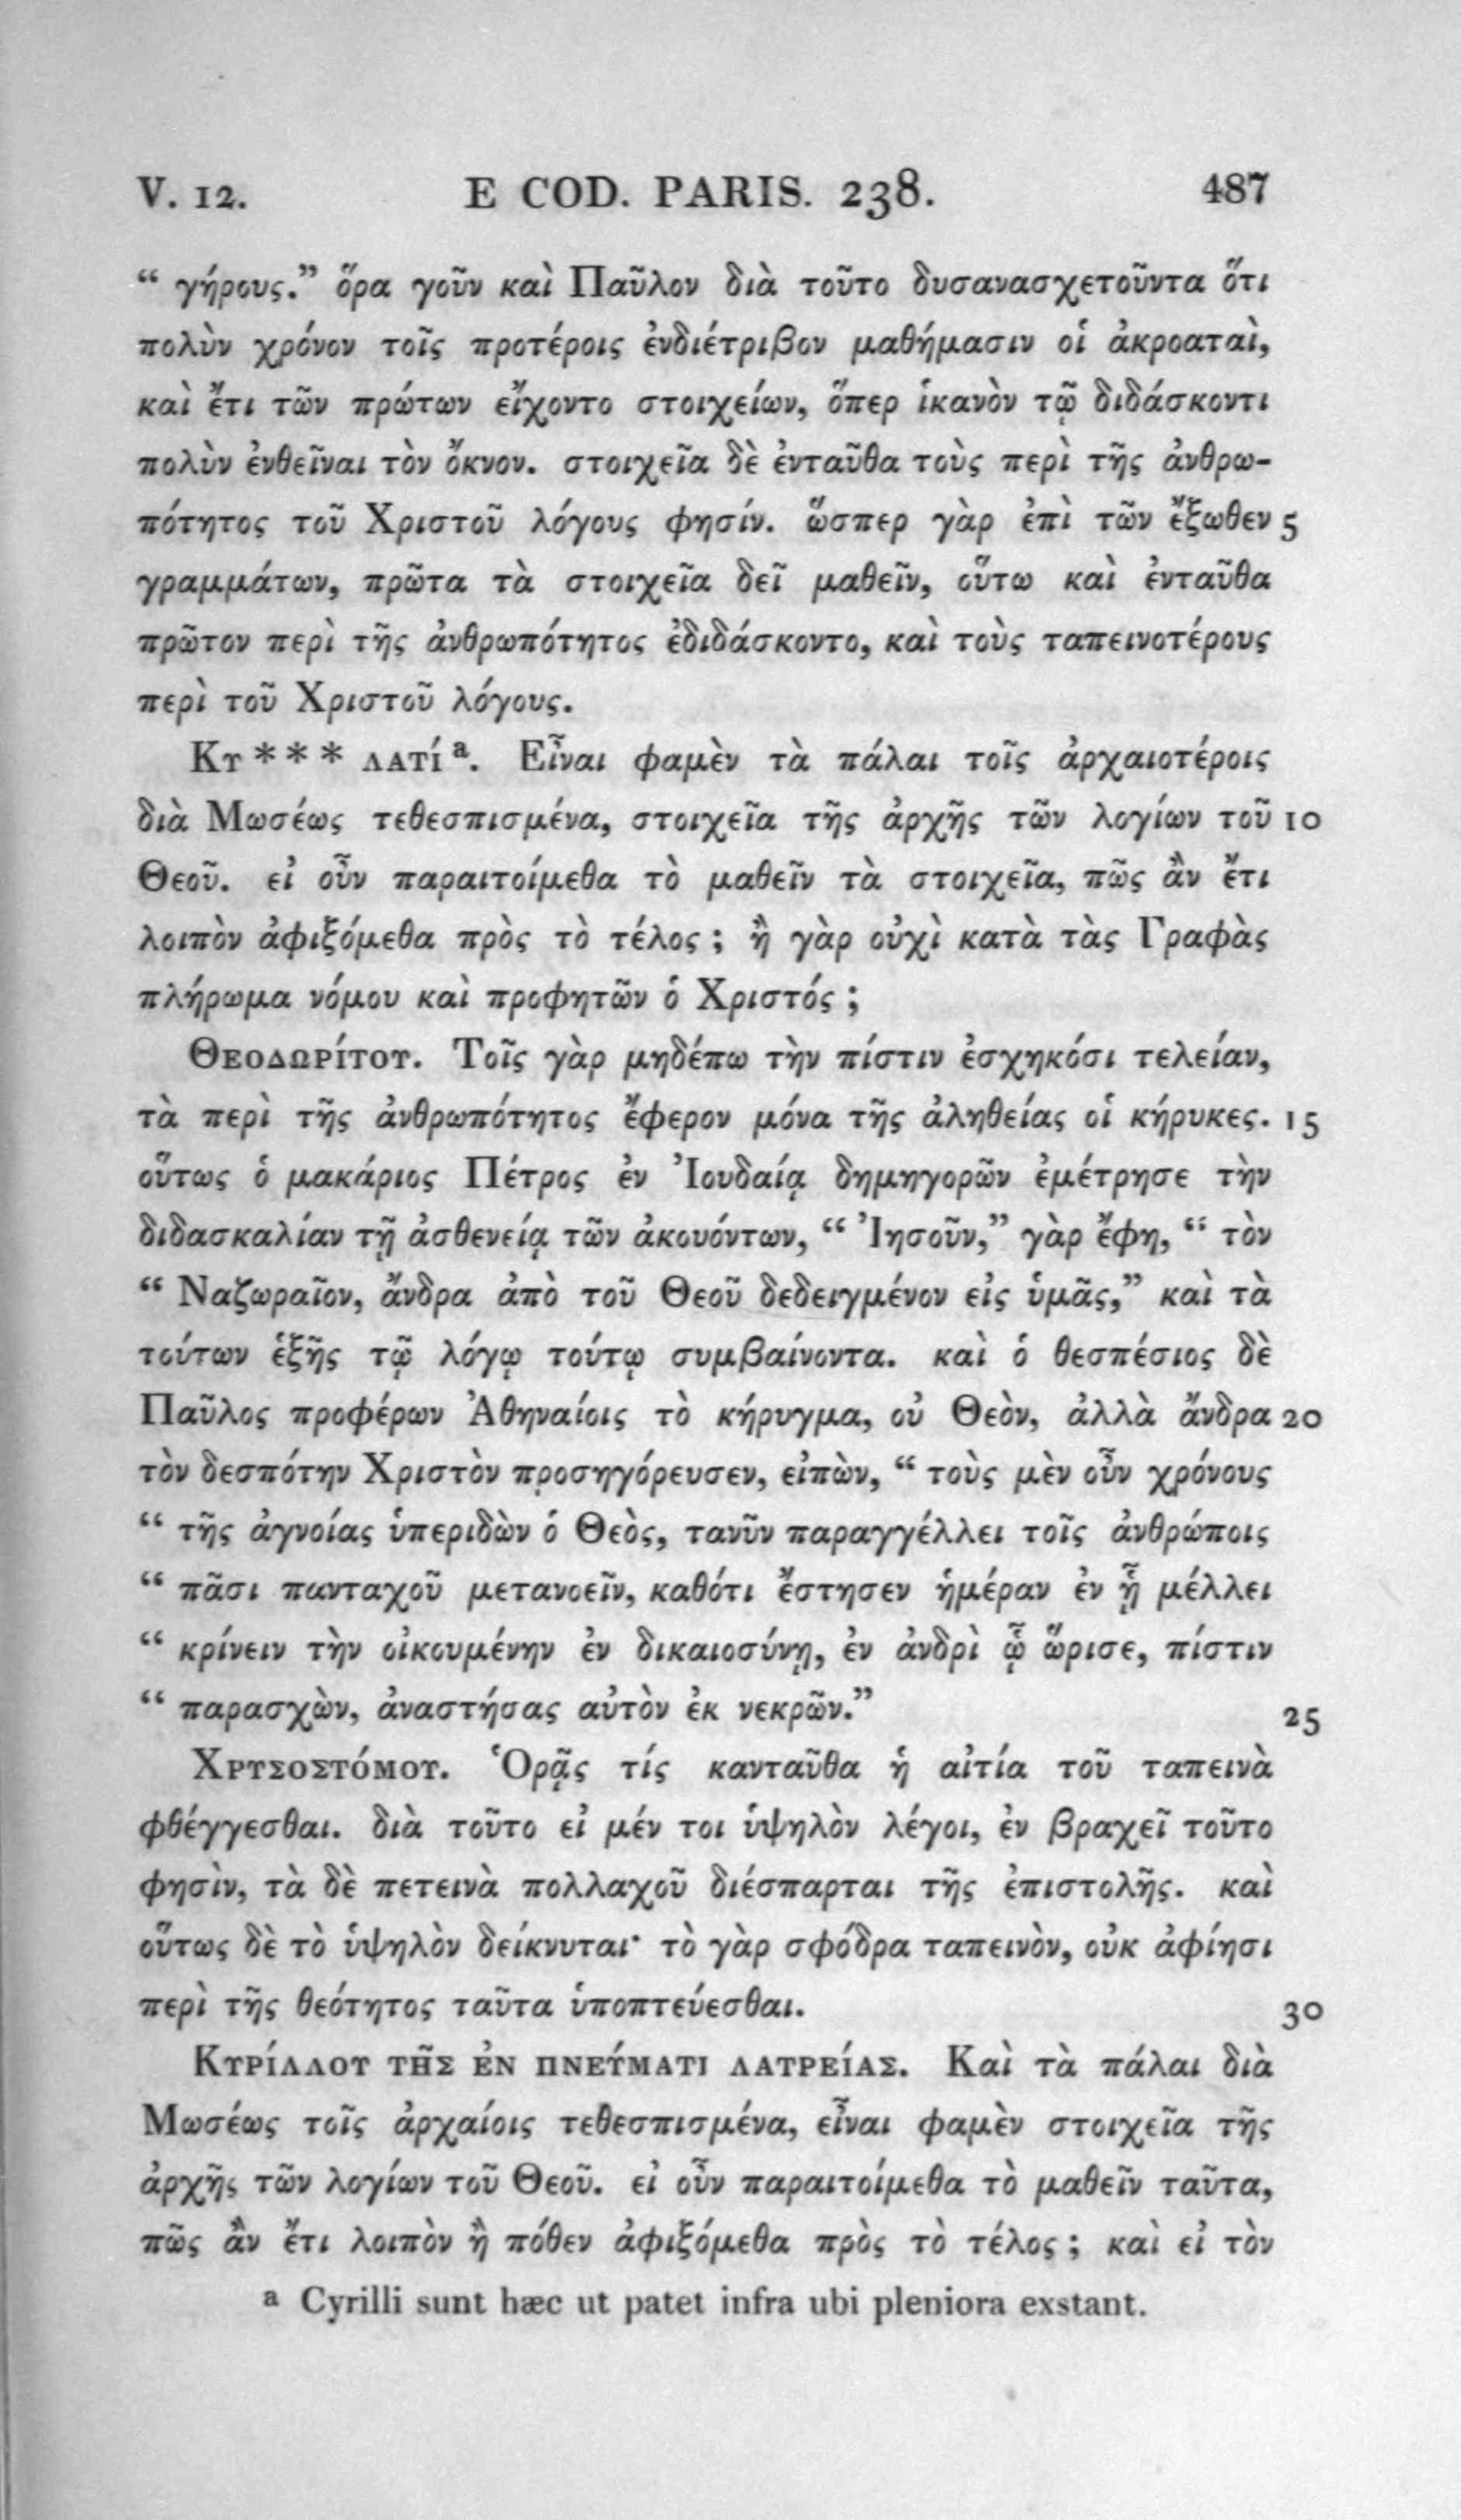 V. 12. E COD. PARIS. 238. 487
“ γήρους.” ὅρα γοῦν καὶ Παῦλον διὰ τοῦτο δυσανασχετοῦντα ὅτι
πολὺν χρόνον τοῖς προτέροις ἐνδιέτριβον μαθήμασιν οἱ ἀκροαταὶ,
καὶ ἔτι τῶν πρώτων εἴχοντο στοιχείων, ὅπερ ἱκανὸν τῷ διδάσκοντι
πολὺν ἐνθεῖναι τὸν ὄκνον. στοιχεῖα δὲ ἐνταῦθα τοὺς περὶ τῆς ἀνθρω-
πότητος τοῦ Χριστοῦ λόγους φησίν. ὥσπερ γὰρ ἐπὶ τῶν ἔξωθεν 5
γραμμάτων, πρῶτα τὰ στοιχεῖα δεῖ μαθεῖν, οὕτω καὶ ἐνταῦθα
πρῶτον περὶ τῆς ἀνθρωπότητος ἐδιδάσκοντο, καὶ τοὺς ταπεινοτέρους
περὶ τοῦ Χριστοῦ λόγους.
Κτ * * * λατί ª. Εἶναι φαμὲν τὰ πάλαι τοῖς ἀρχαιοτέροις
διὰ Μωσέως τεθεσπισμένα, στοιχεῖα τῆς ἀρχῆς τῶν λογίων τοῦ 10
Θεοῦ. εἰ οὖν παραιτοίμεθα τὸ μαθεῖν τὰ στοιχεῖα, πῶς ἂν ἔτι
λοιπὸν ἀφιξόμεθα πρὸς τὸ τέλος ; ἢ γὰρ οὐχὶ κατὰ τὰς Γραφὰς
πλήρωμα νόμου καὶ προφητῶν ὁ Χριστός ;
Θεοδωρίτου. Τοῖς γὰρ μηδέπω τὴν πίστιν ἐσχηκόσι τελείαν,
τὰ περὶ τῆς ἀνθρωπότητος ἔφερον μόνα τῆς ἀληθείας οἱ κήρυκες. 15
οὕτως ὁ μακάριος Πέτρος ἐν Ἰουδαίᾳ δημηγορῶν ἐμέτρησε τὴν
διδασκαλίαν τῇ ἀσθενείᾳ τῶν ἀκουόντων, “ Ἰησοῦν,” γὰρ ἔφη, “ τὸν
“ Ναζωραῖον, ἄνδρα ἀπὸ τοῦ Θεοῦ δεδειγμένον εἰς ὑμᾶς,” καὶ τὰ
τούτων ἑξῆς τῷ λόγῳ τούτῳ συμβαίνοντα. καὶ ὁ θεσπέσιος δὲ
Παῦλος προφέρων Ἀθηναίοις τὸ κήρυγμα, οὐ Θεὸν, ἀλλὰ ἄνδρα 20
τὸν δεσπότην Χριστὸν προσηγόρευσεν, εἰπὼν, “ τοὺς μὲν οὖν χρόνους
“ τῆς ἀγνοίας ὑπεριδὼν ὁ Θεὸς, τανῦν παραγγέλλει τοῖς ἀνθρώποις
“ πᾶσι πανταχοῦ μετανοεῖν, καθότι ἔστησεν ἡμέραν ἐν ᾗ μέλλει
“ κρίνειν τὴν οἰκουμένην ἐν δικαιοσύνῃ, ἐν ἀνδρὶ ᾧ ὥρισε, πίστιν
“ παρασχὼν, ἀναστήσας αὐτὸν ἐκ νεκρῶν.” 25
Χρυσοστόμου. Ὁρᾷς τίς κανταῦθα ἡ αἰτία τοῦ ταπεινὰ
φθέγγεσθαι. διὰ τοῦτο εἰ μέν τοι ὑψηλὸν λέγοι, ἐν βραχεῖ τοῦτο
φησὶν, τὰ δὲ πετεινὰ πολλαχοῦ διέσπαρται τῆς ἐπιστολῆς. καὶ
οὕτως δὲ τὸ ὑψηλὸν δείκνυται· τὸ γὰρ σφόδρα ταπεινὸν, οὐκ ἀφίησι
περὶ τῆς θεότητος ταῦτα ὑποπτεύεσθαι. 30
Κυρίλλου τῆς ἐν πνεύματι λατρείας. Καὶ τὰ πάλαι διὰ
Μωσέως τοῖς ἀρχαίοις τεθεσπισμένα, εἶναι φαμὲν στοιχεῖα τῆς
ἀρχῆς τῶν λογίων τοῦ Θεοῦ. εἰ οὖν παραιτοίμεθα τὸ μαθεῖν ταῦτα,
πῶς ἂν ἔτι λοιπὸν ἢ πόθεν ἀφιξόμεθα πρὸς τὸ τέλος ; καὶ εἰ τὸν
a Cyrilli sunt hæc ut patet infra ubi pleniora exstant.